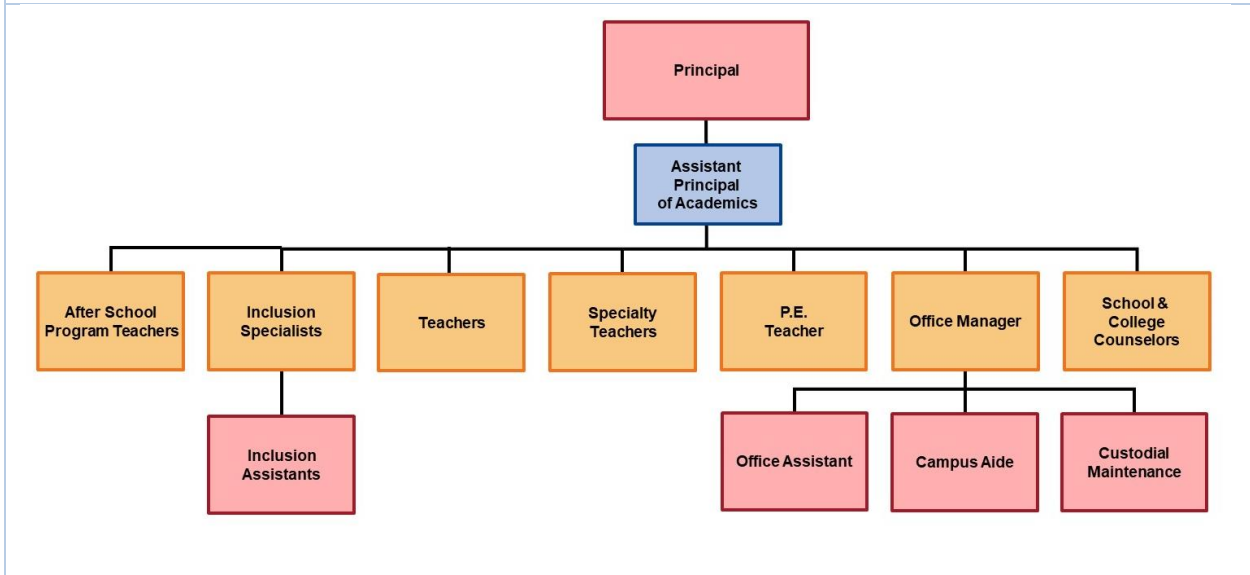 Principal
Assistant
Principal
of Academics
After School
Program Teachers
Inclusion
Specialists
Teachers
Specialty
Teachers
P.E.
Teacher
Office Manager
School &
College
Counselors
Inclusion
Assistants
Office Assistant
Campus Aide
Custodial
Maintenance